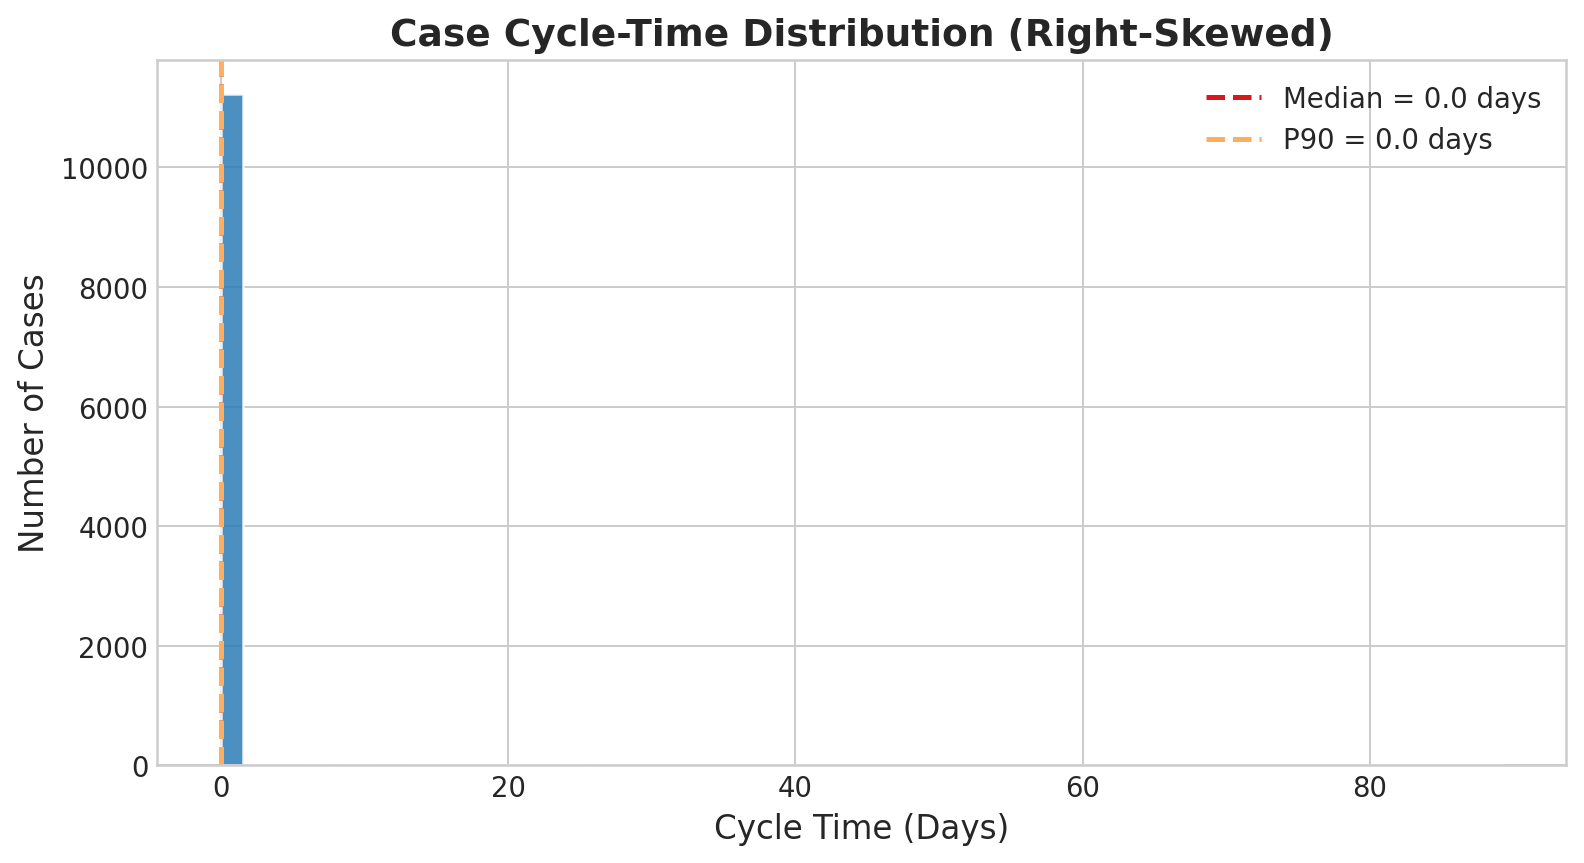 Case Cycle-Time Distribution (Right-Skewed)
Median = 0.0 days
P90 = 0.0 days
Number of Cases
10000
8000
6000
4000
2000
0
0 20 40 60 80
Cycle Time (Days)